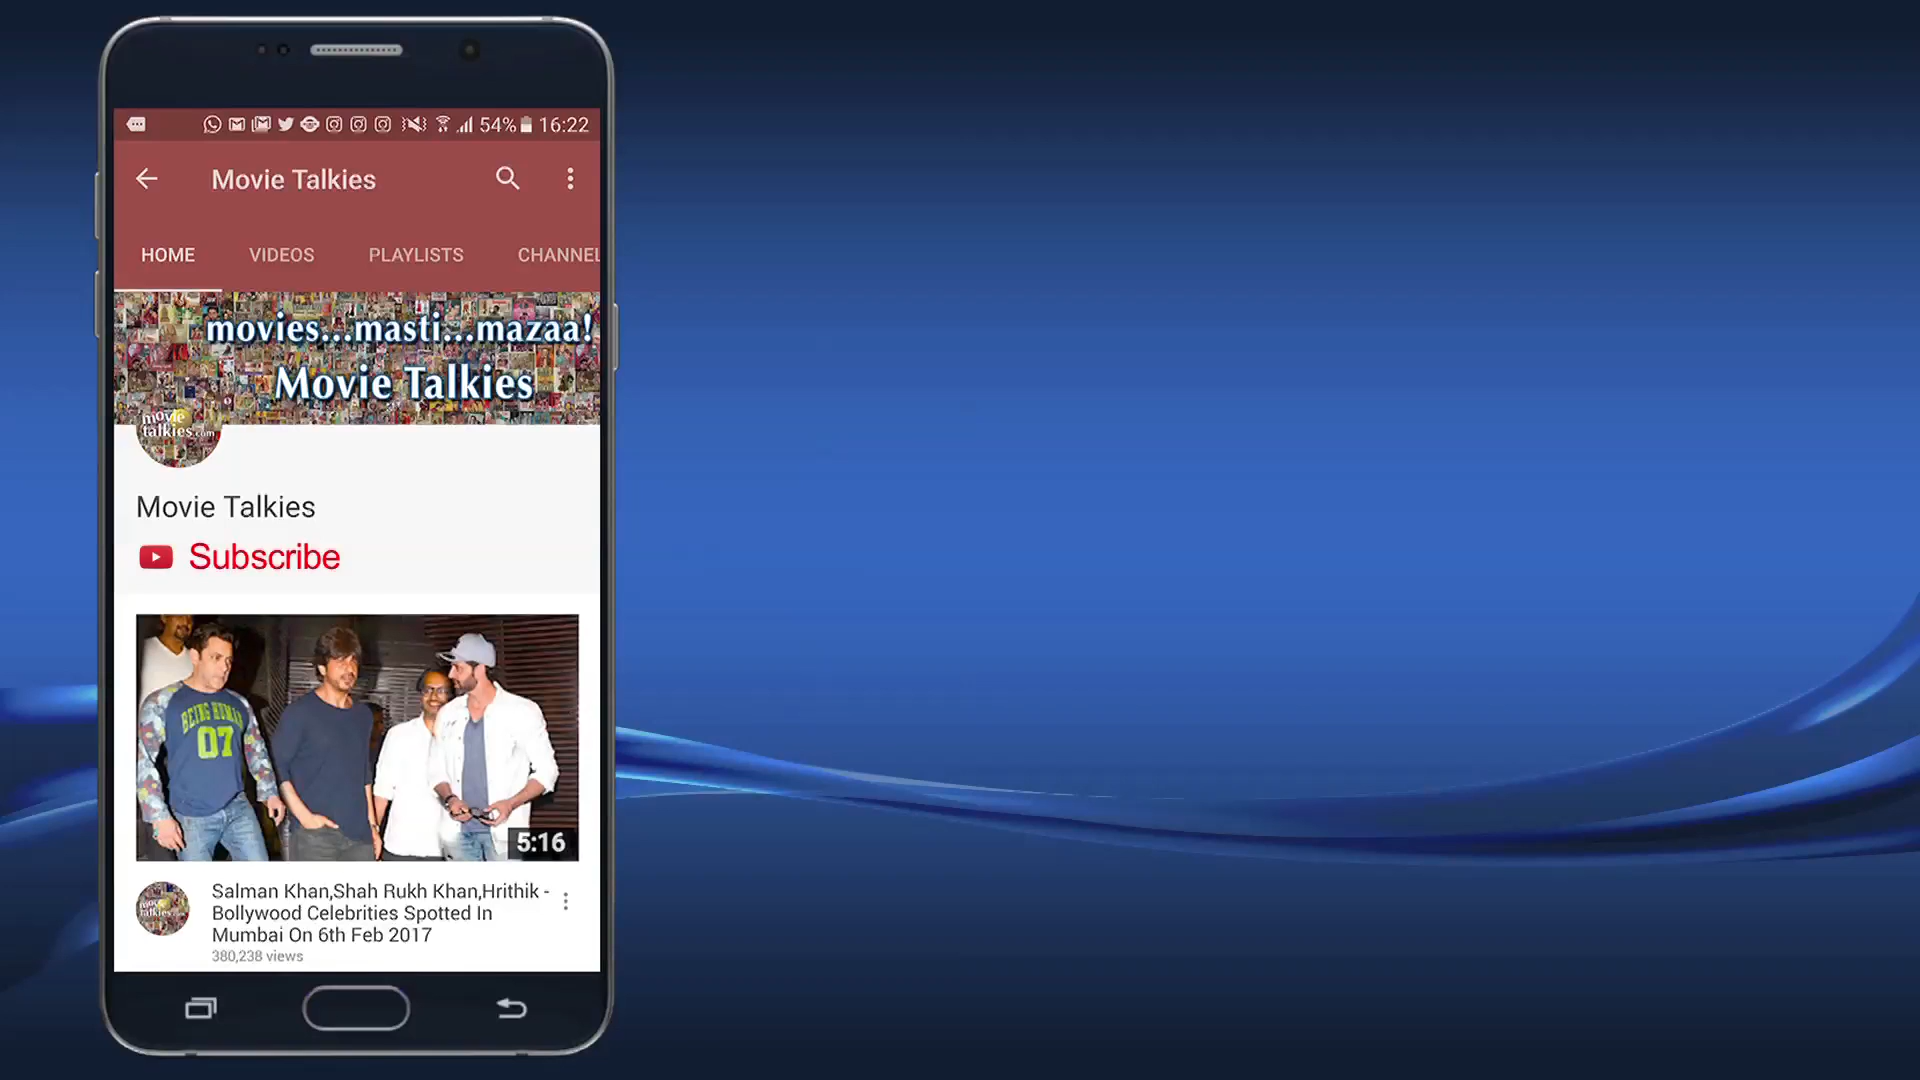 54% 16:22
Movie Talkies
HOME VIDEOS PLAYLISTS CHANNEL
movies...masti...mazaa!
Movie Talkies
movie
talkies.com
Movie Talkies
Subscribe
BEING HUMAN
07
5:16
movie
talkies
Salman Khan,Shah Rukh Khan,Hrithik -
Bollywood Celebrities Spotted In
Mumbai On 6th Feb 2017
380,238 views